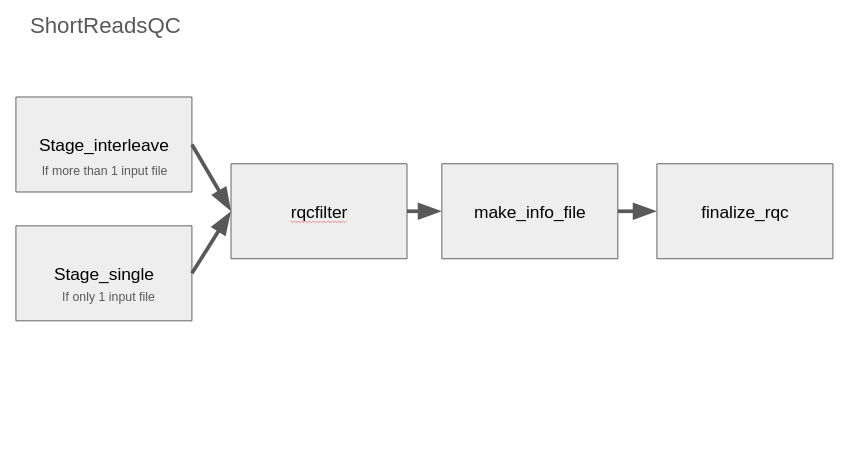 ShortReadsQC
Stage_interleave
If more than 1 input file
Stage_single
If only 1 input file
rqcfilter
make_info_file
finalize_rqc